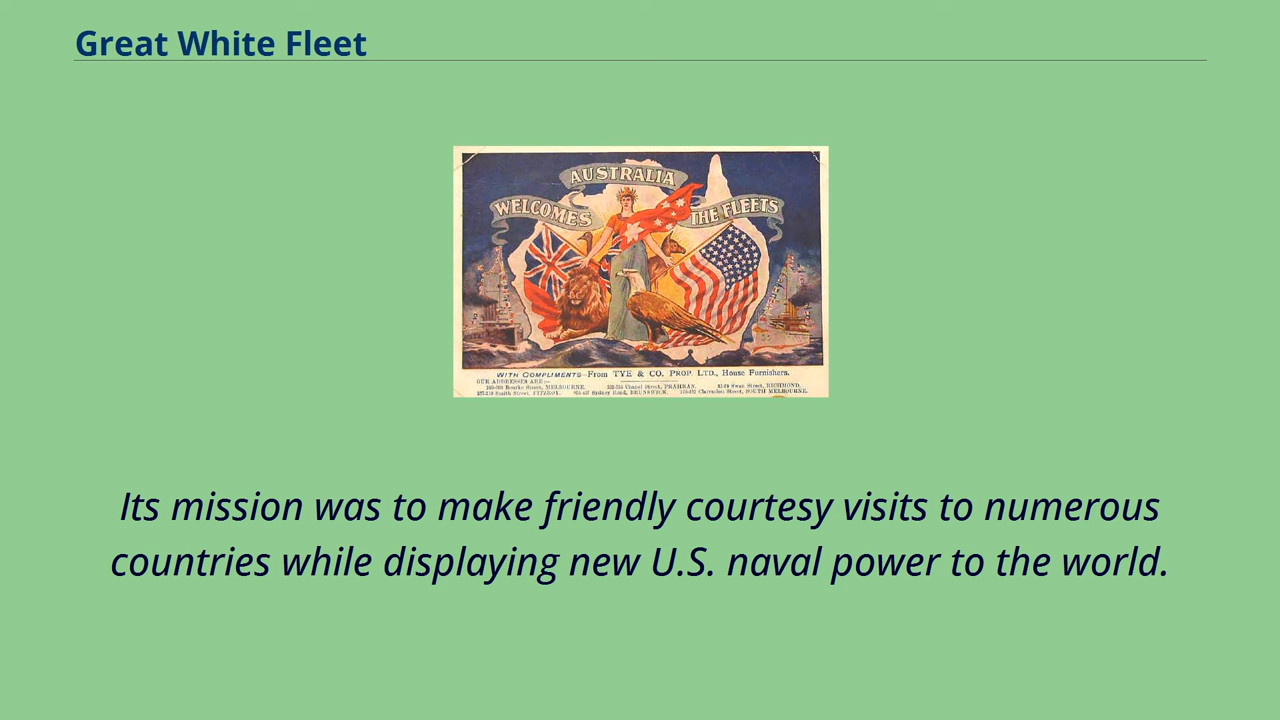 Great White Fleet
AUSTRALIA
WELCOMES THE FLEETS
WITH COMPLIMENTS—From TYE & CO. PROP. LTD., House Furnishers.
OUR ADDRESSES ARE:—
Bourke Street, MELBOURNE. Chapel Street, PRAHRAN. Swan Street, RICHMOND.
Smith Street, FITZROY. Sydney Road, BRUNSWICK. Clarendon Street, SOUTH MELBOURNE.
Its mission was to make friendly courtesy visits to numerous
countries while displaying new U.S. naval power to the world.